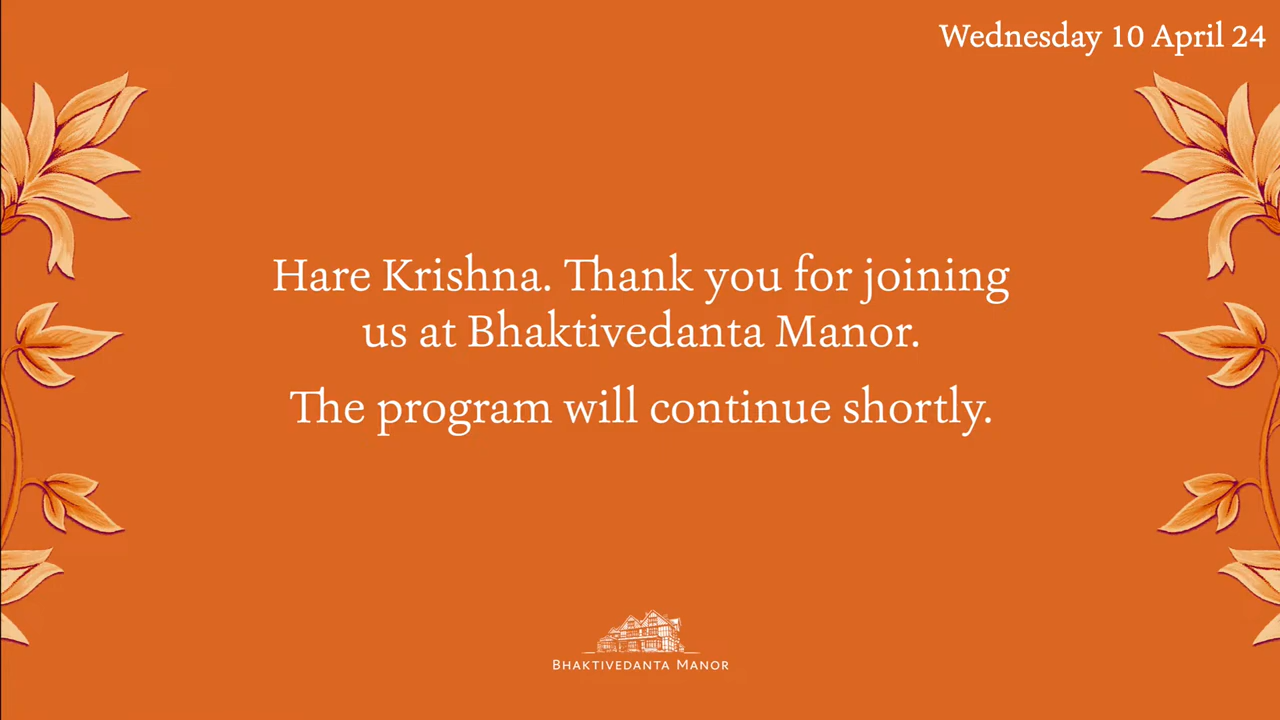 Wednesday 10 April 24
Hare Krishna. Thank you for joining
us at Bhaktivedanta Manor.
The program will continue shortly.
BHAKTIVEDANTA MANOR